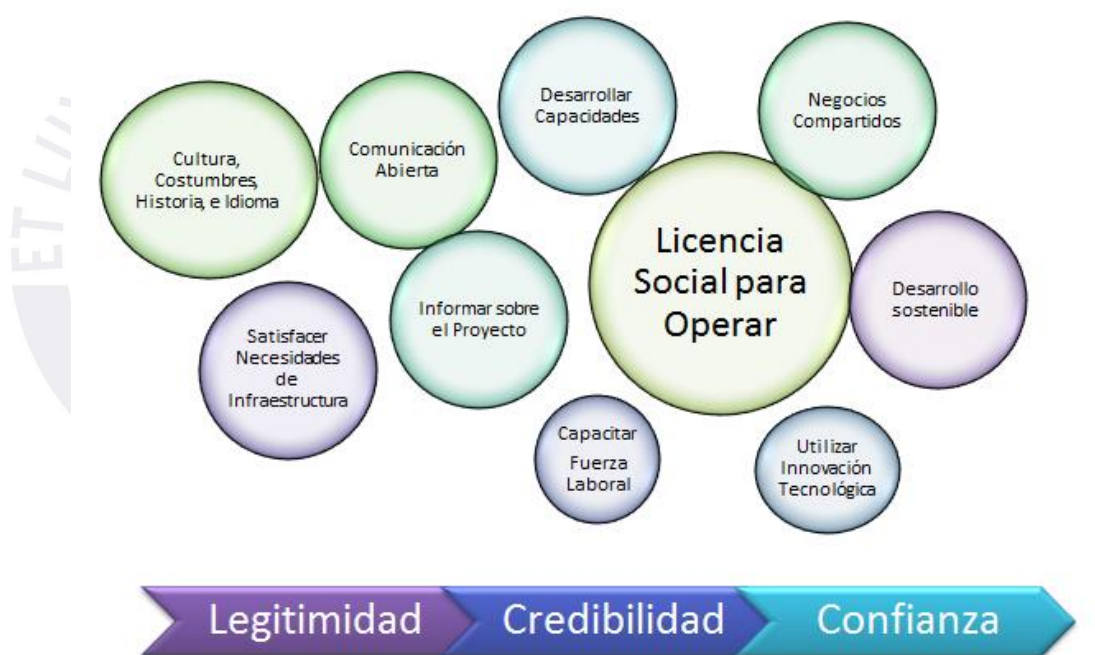 Desarrollar
Capacidades
Negocios
Compartidos
Cultura,
Costumbres,
Historia, e Idioma
Comunicación
Abierta
Licencia
Social para
Operar
Informar sobre
el Proyecto
Desarrollo
sostenible
Satisfacer
Necesidades
de
Infraestructura
Capacitar
Fuerza
Laboral
Utilizar
Innovación
Tecnológica
Legitimidad
Credibilidad
Confianza
ET